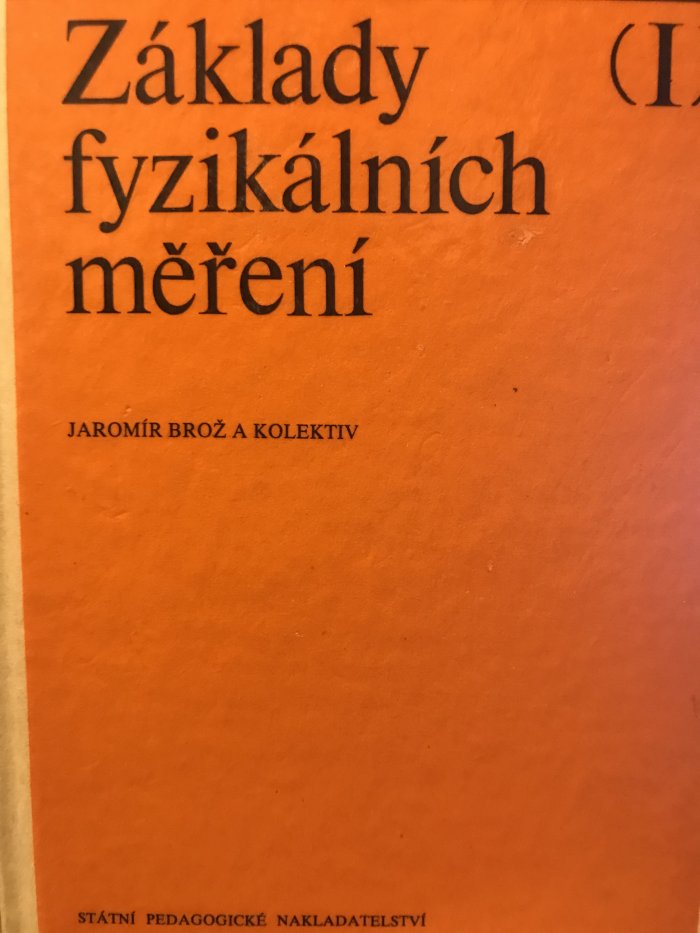 Základy (I)
fyzikálních
měření
JAROMÍR BROŽ A KOLEKTIV
STÁTNÍ PEDAGOGICKÉ NAKLADATELSTVÍ